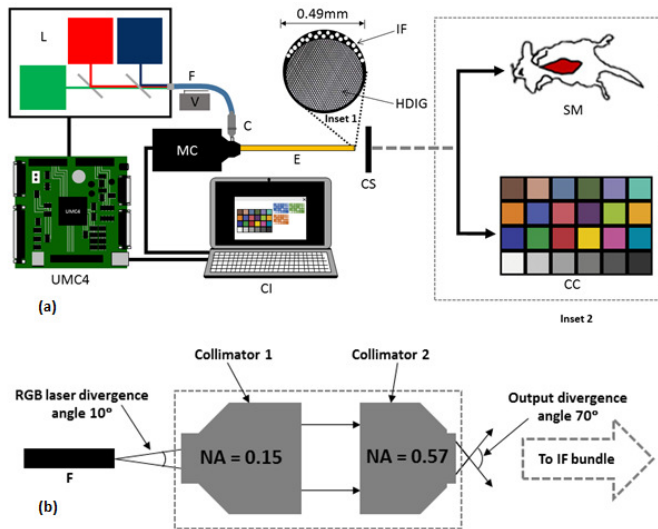 0.49mm
L
IF
F
V
HDIG
Inset 1
C
MC
E
CS
SM
UMC4
UMC4
CI
CC
(a)
Inset 2
Collimator 1
Collimator 2
RGB laser divergence
angle 10°
Output divergence
angle 70°
NA = 0.15
NA = 0.57
To IF bundle
F
(b)